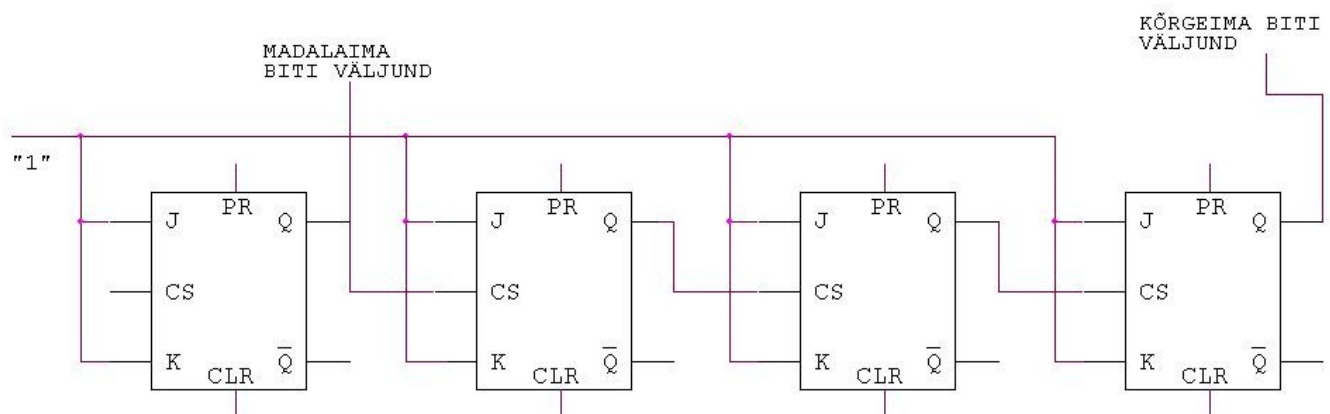 MADALAIMA
BITI VÄLJUND
KÕRGEIMA BITI
VÄLJUND
"1"
PR PR PR PR
J Q J Q J Q J Q
CS CS CS CS
K Q̅ K Q̅ K Q̅ K Q̅
CLR CLR CLR CLR